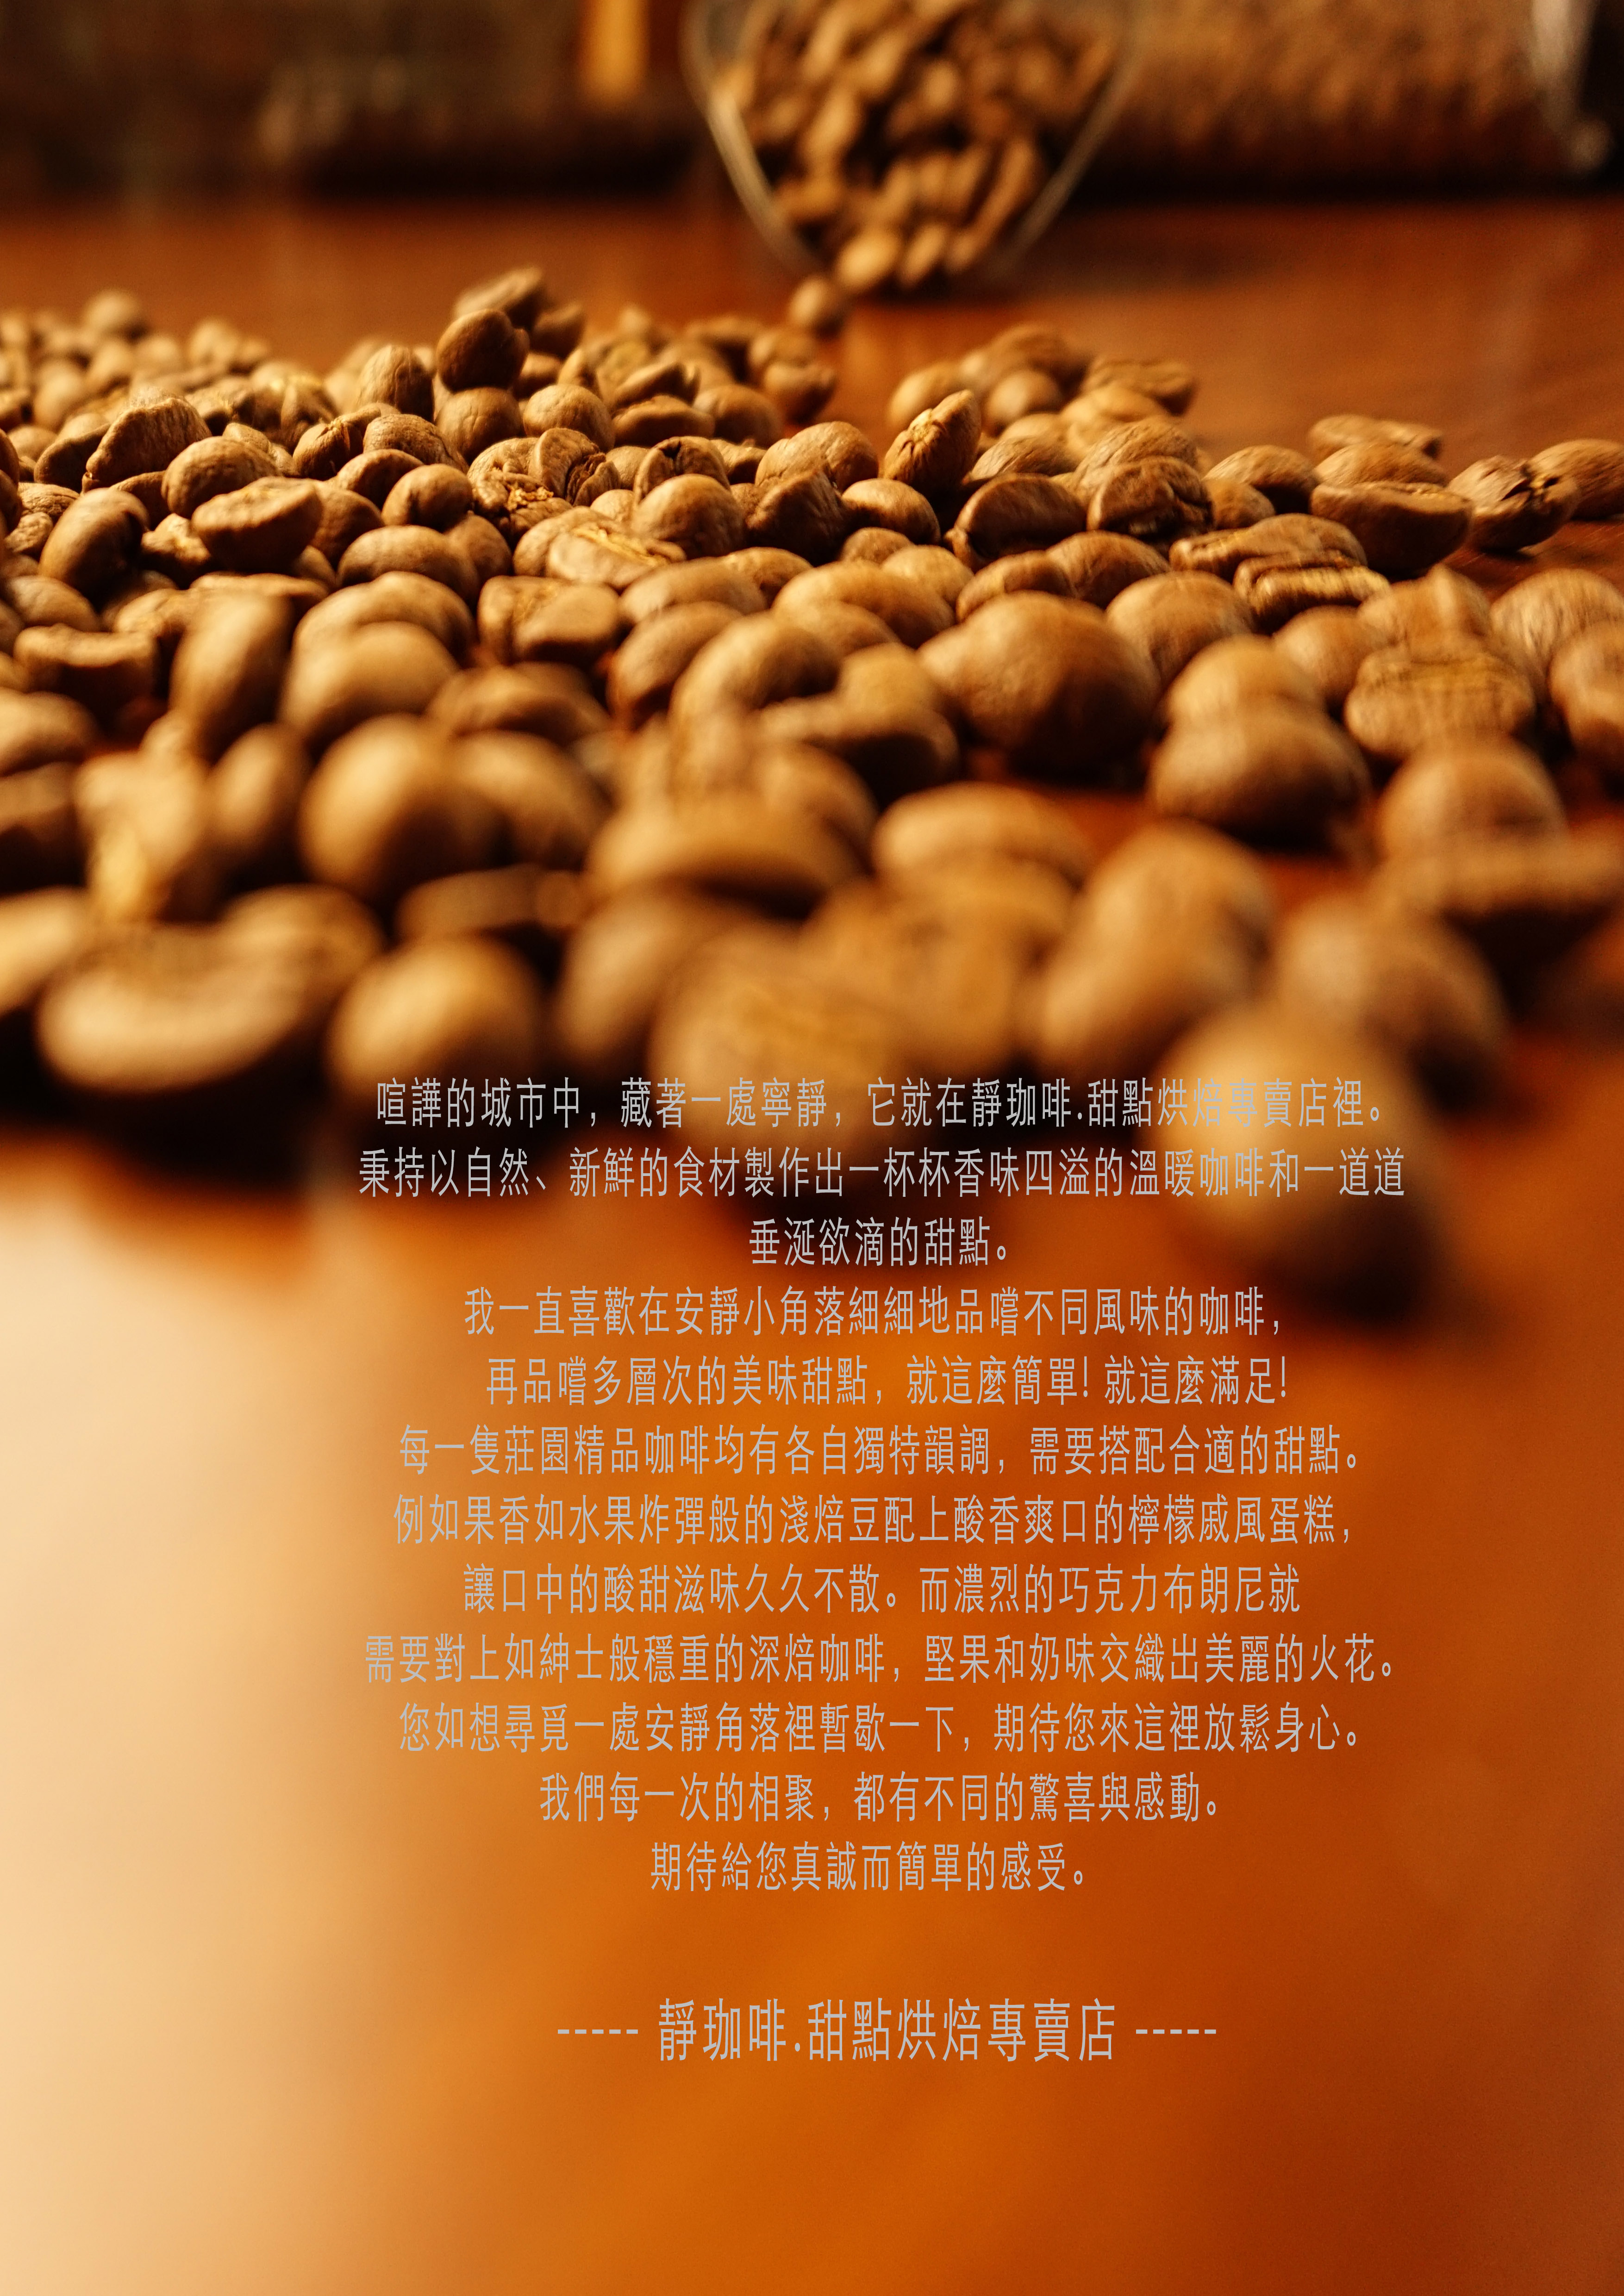 喧譁的城市中，藏著一處寧靜，它就在靜珈啡.甜點烘焙專賣店裡。
秉持以自然、新鮮的食材製作出一杯杯香味四溢的溫暖咖啡和一道道
垂涎欲滴的甜點。
我一直喜歡在安靜小角落細細地品嚐不同風味的咖啡，
再品嚐多層次的美味甜點，就這麼簡單! 就這麼滿足!
每一隻莊園精品咖啡均有各自獨特韻調，需要搭配合適的甜點。
例如果香如水果炸彈般的淺焙豆配上酸香爽口的檸檬戚風蛋糕，
讓口中的酸甜滋味久久不散。而濃烈的巧克力布朗尼就
需要對上如紳士般穩重的深焙咖啡，堅果和奶味交織出美麗的火花。
您如想尋覓一處安靜角落裡暫歇一下，期待您來這裡放鬆身心。
我們每一次的相聚，都有不同的驚喜與感動。
期待給您真誠而簡單的感受。
----- 靜珈啡.甜點烘焙專賣店 -----